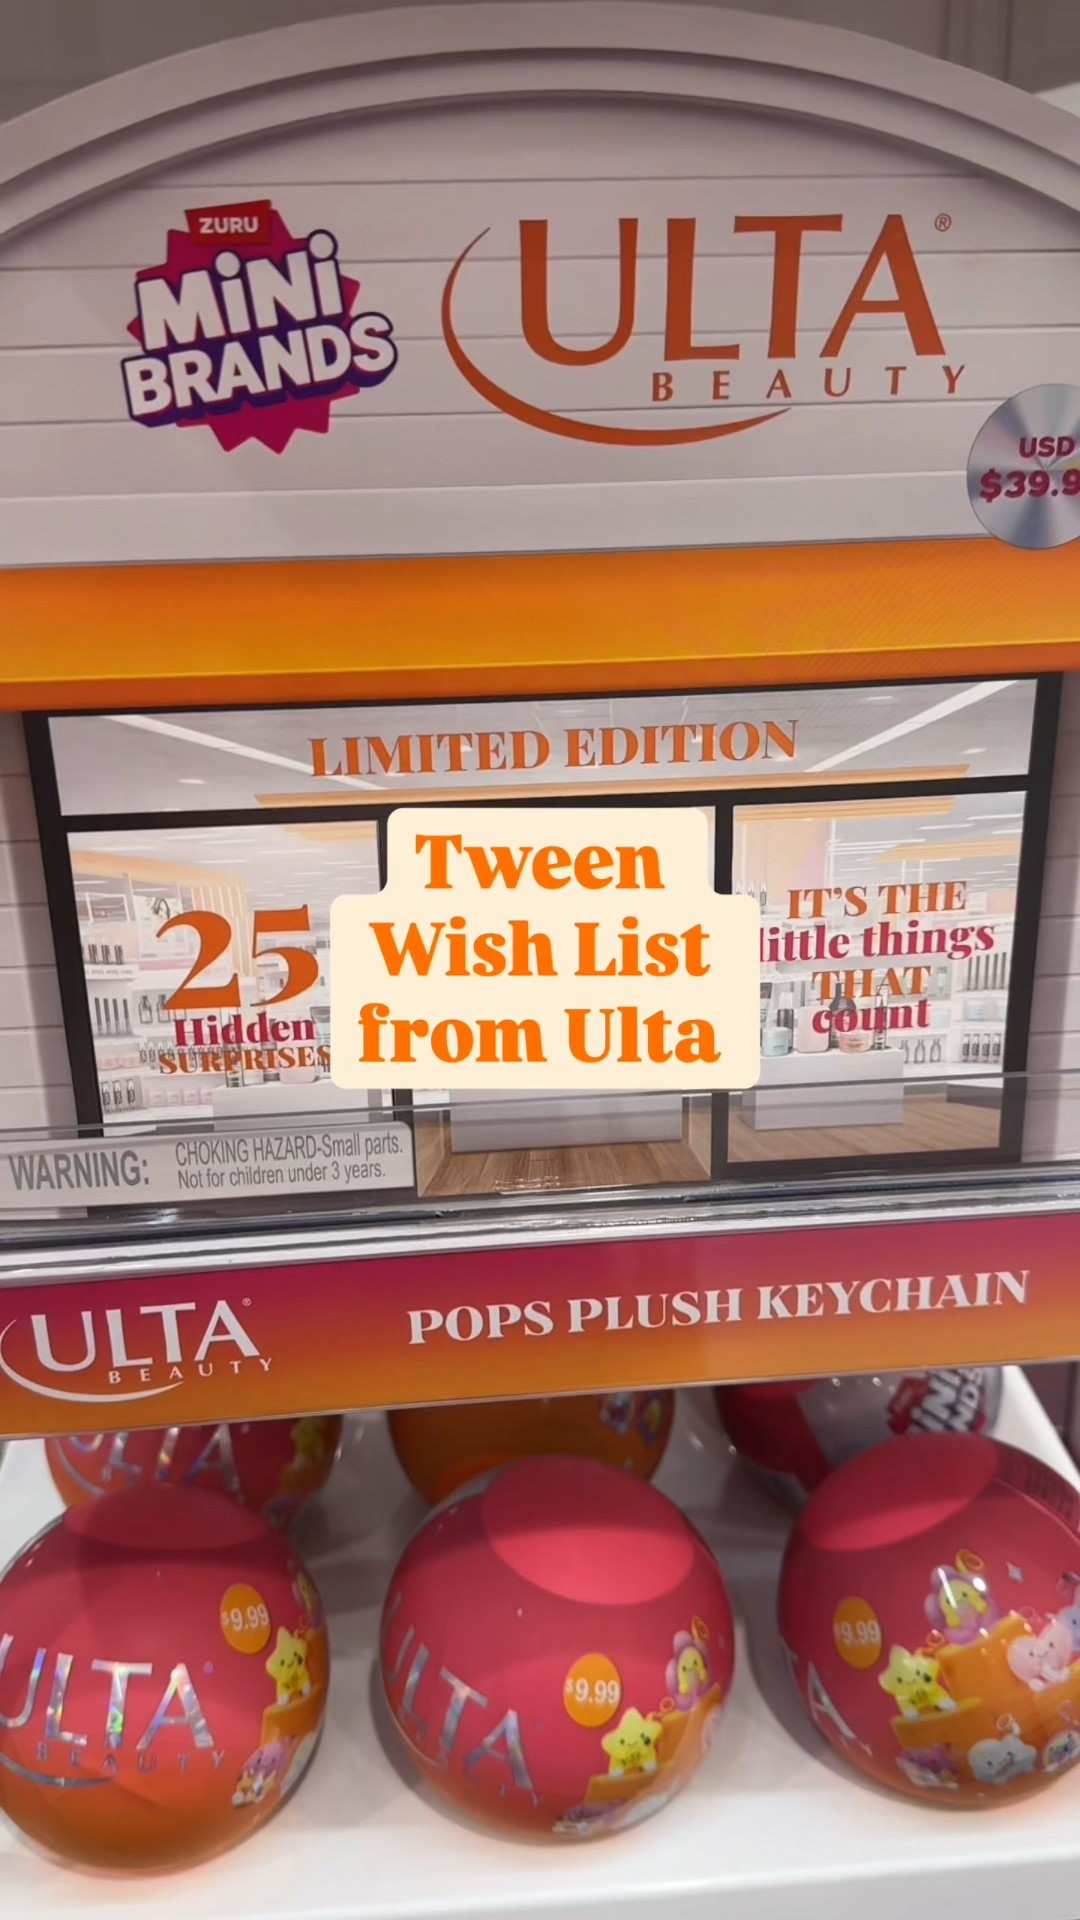 ZURU
MiNi
BRANDS
ULTA®
BEAUTY
USD
$39.9
LIMITED EDITION
25
Hidden
SURPRISES
Tween
Wish List
from Ulta
IT'S THE
little things
THAT
count
WARNING:
CHOKING HAZARD-Small parts.
Not for children under 3 years.
ULTA®
BEAUTY
POPS PLUSH KEYCHAIN
ULTA
$9.99
ULTA
BEAUTY
$9.99
ULTA
$9.99